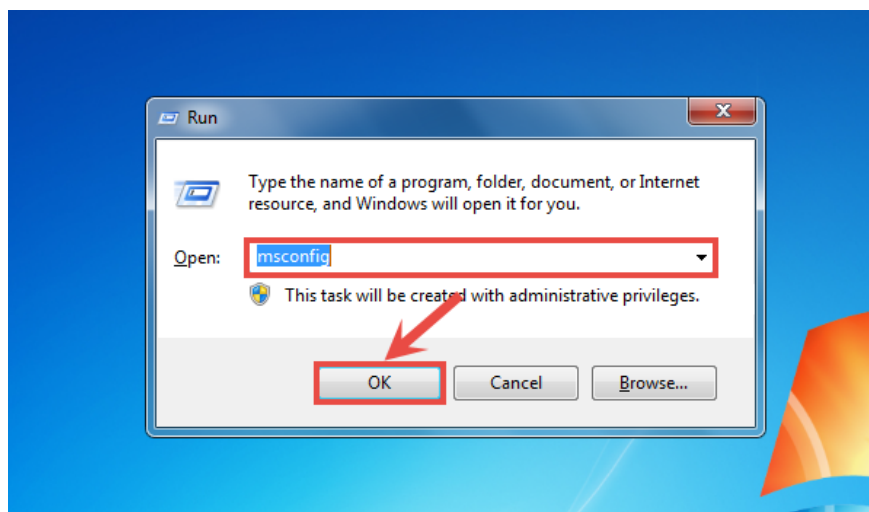 Run
Type the name of a program, folder, document, or Internet
resource, and Windows will open it for you.
Open: msconfig
This task will be created with administrative privileges.
OK Cancel Browse...